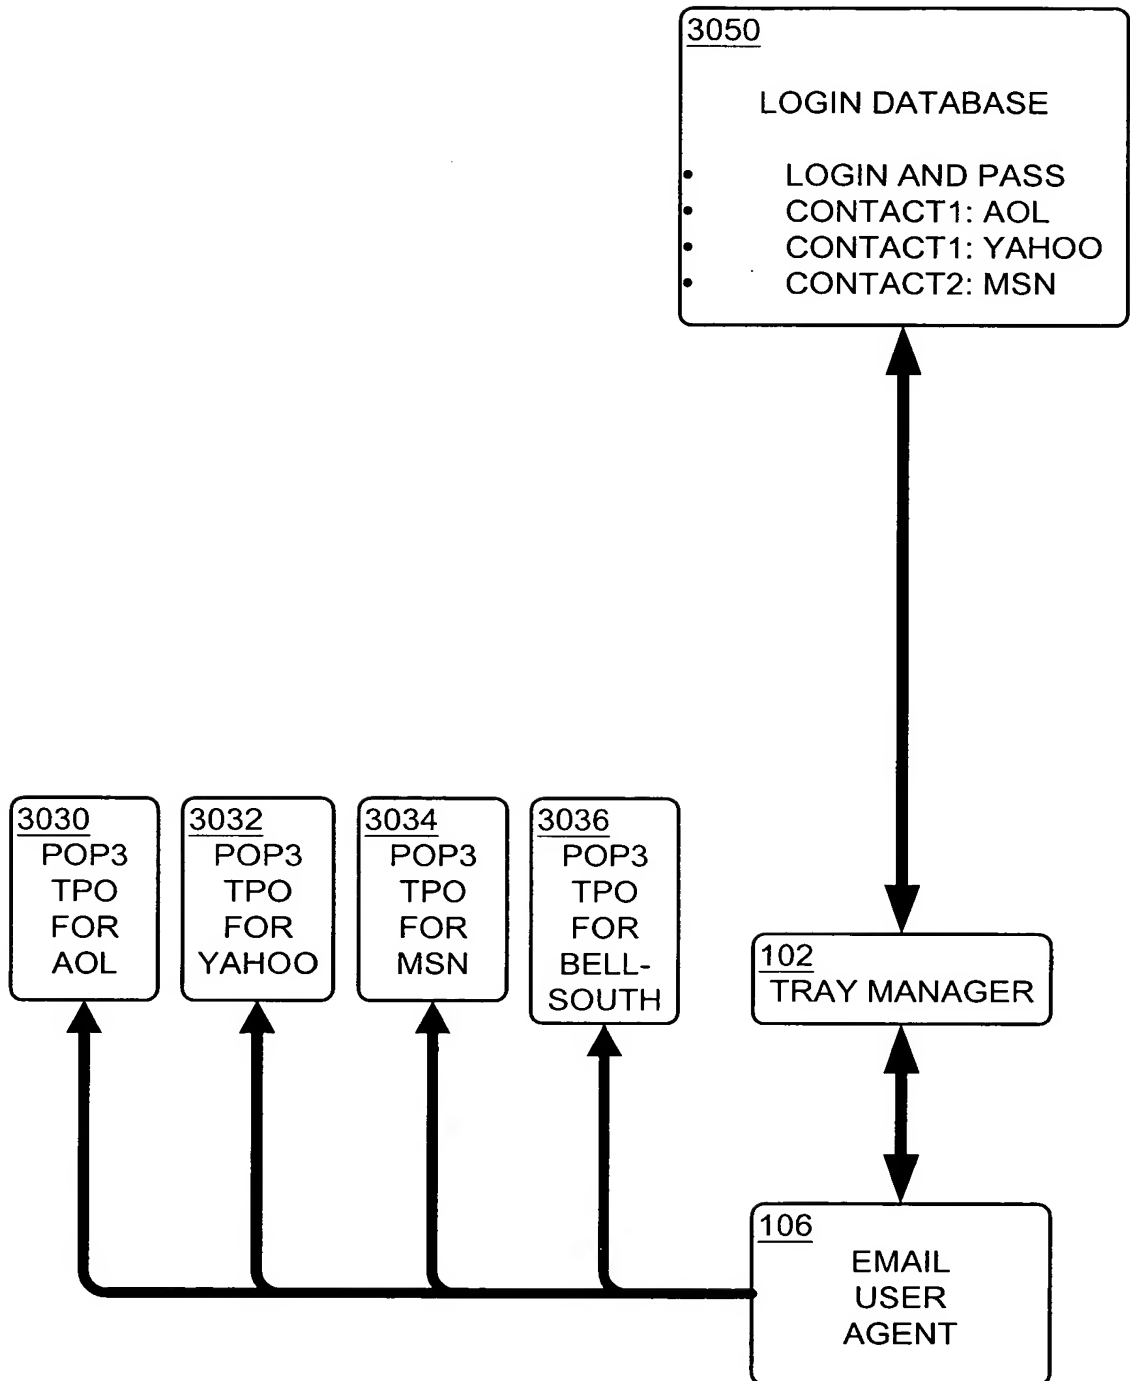 3050
LOGIN DATABASE
• LOGIN AND PASS
• CONTACT1: AOL
• CONTACT1: YAHOO
• CONTACT2: MSN
3030
POP3
TPO
FOR
AOL
3032
POP3
TPO
FOR
YAHOO
3034
POP3
TPO
FOR
MSN
3036
POP3
TPO
FOR
BELL-
SOUTH
102
TRAY MANAGER
106
EMAIL
USER
AGENT